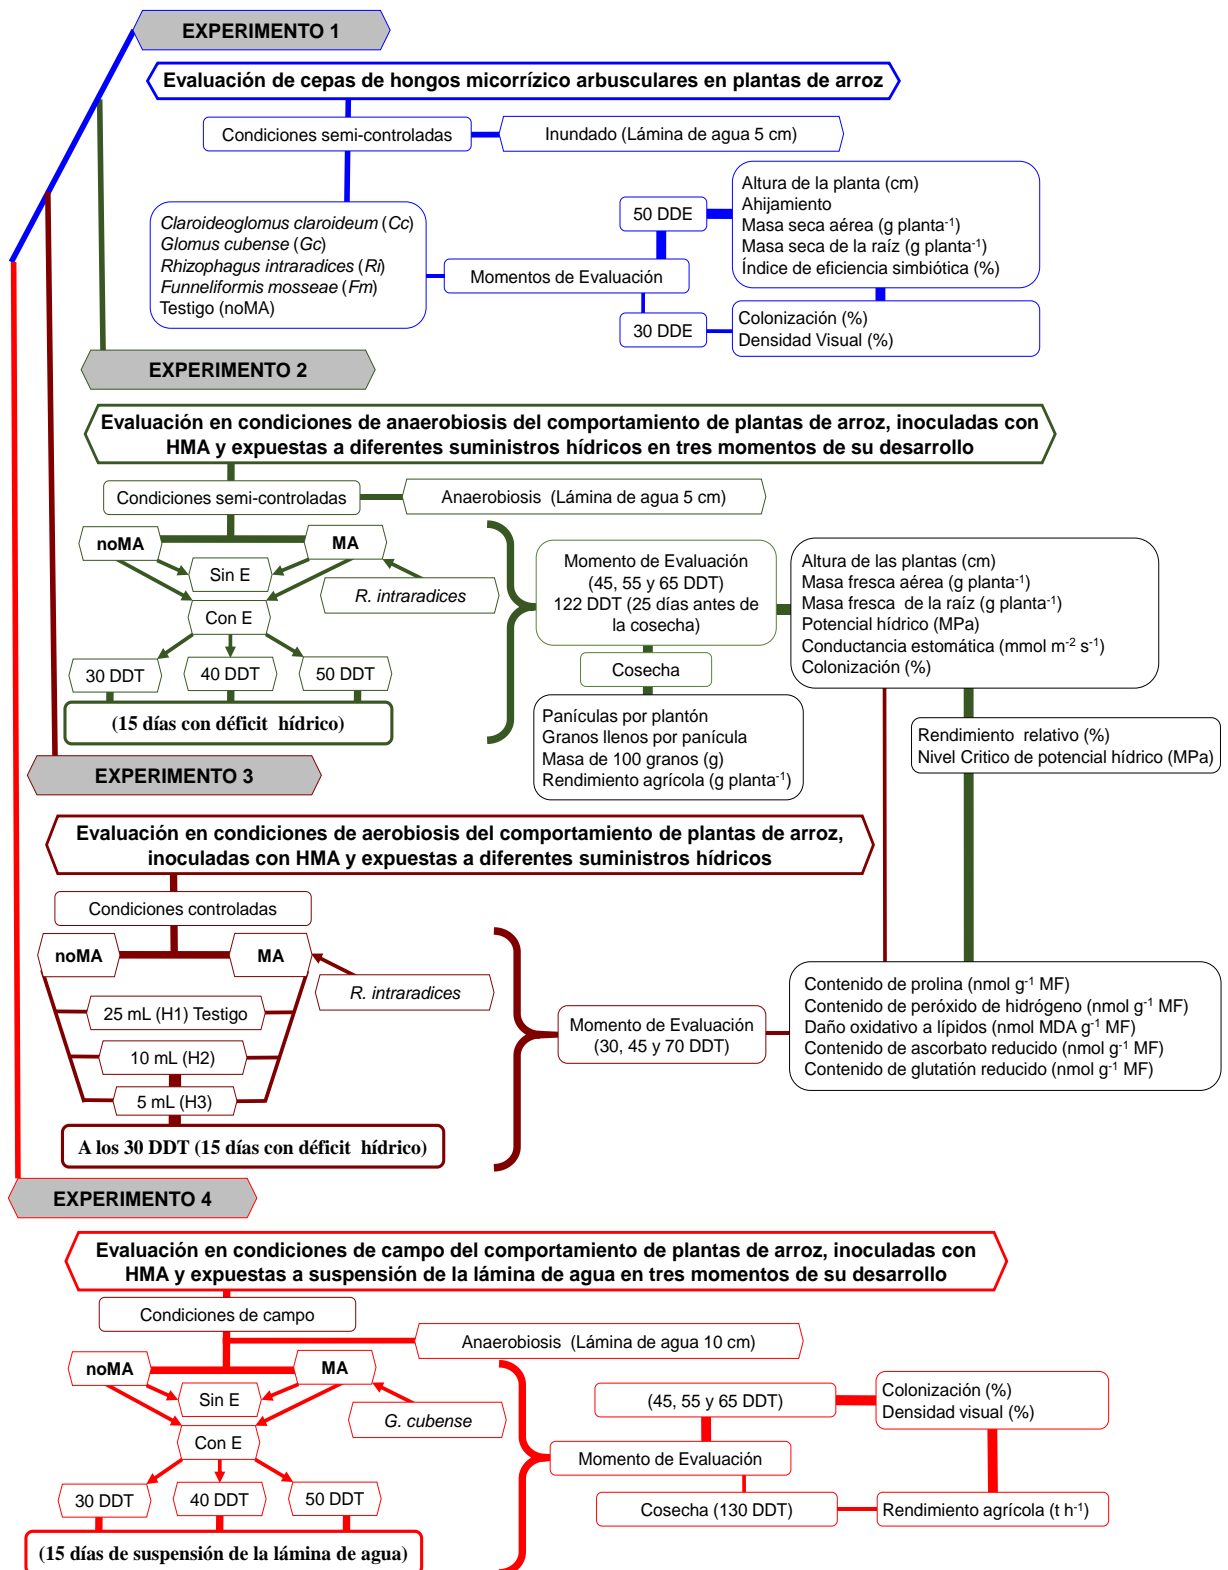 EXPERIMENTO 1
Evaluación de cepas de hongos micorrízico arbusculares en plantas de arroz
Condiciones semi-controladas
Inundado (Lámina de agua 5 cm)
Claroideoglomus claroideum (Cc)
Glomus cubense (Gc)
Rhizophagus intraradices (Ri)
Funneliformis mosseae (Fm)
Testigo (noMA)
Momentos de Evaluación
50 DDE
Altura de la planta (cm)
Ahijamiento
Masa seca aérea (g planta⁻¹)
Masa seca de la raíz (g planta⁻¹)
Índice de eficiencia simbiótica (%)
30 DDE
Colonización (%)
Densidad Visual (%)
EXPERIMENTO 2
Evaluación en condiciones de anaerobiosis del comportamiento de plantas de arroz, inoculadas con
HMA y expuestas a diferentes suministros hídricos en tres momentos de su desarrollo
Condiciones semi-controladas
Anaerobiosis (Lámina de agua 5 cm)
noMA
MA
Sin E
R. intraradices
Con E
30 DDT
40 DDT
50 DDT
(15 días con déficit hídrico)
Momento de Evaluación
(45, 55 y 65 DDT)
122 DDT (25 días antes de
la cosecha)
Cosecha
Panículas por plantón
Granos llenos por panícula
Masa de 100 granos (g)
Rendimiento agrícola (g planta⁻¹)
Altura de las plantas (cm)
Masa fresca aérea (g planta⁻¹)
Masa fresca de la raíz (g planta⁻¹)
Potencial hídrico (MPa)
Conductancia estomática (mmol m⁻² s⁻¹)
Colonización (%)
Rendimiento relativo (%)
Nivel Critico de potencial hídrico (MPa)
EXPERIMENTO 3
Evaluación en condiciones de aerobiosis del comportamiento de plantas de arroz,
inoculadas con HMA y expuestas a diferentes suministros hídricos
Condiciones controladas
noMA
MA
R. intraradices
25 mL (H1) Testigo
10 mL (H2)
5 mL (H3)
A los 30 DDT (15 días con déficit hídrico)
Momento de Evaluación
(30, 45 y 70 DDT)
Contenido de prolina (nmol g⁻¹ MF)
Contenido de peróxido de hidrógeno (nmol g⁻¹ MF)
Daño oxidativo a lípidos (nmol MDA g⁻¹ MF)
Contenido de ascorbato reducido (nmol g⁻¹ MF)
Contenido de glutatión reducido (nmol g⁻¹ MF)
EXPERIMENTO 4
Evaluación en condiciones de campo del comportamiento de plantas de arroz, inoculadas con
HMA y expuestas a suspensión de la lámina de agua en tres momentos de su desarrollo
Condiciones de campo
Anaerobiosis (Lámina de agua 10 cm)
noMA
MA
Sin E
G. cubense
Con E
30 DDT
40 DDT
50 DDT
(15 días de suspensión de la lámina de agua)
(45, 55 y 65 DDT)
Colonización (%)
Densidad visual (%)
Momento de Evaluación
Cosecha (130 DDT)
Rendimiento agrícola (t h⁻¹)